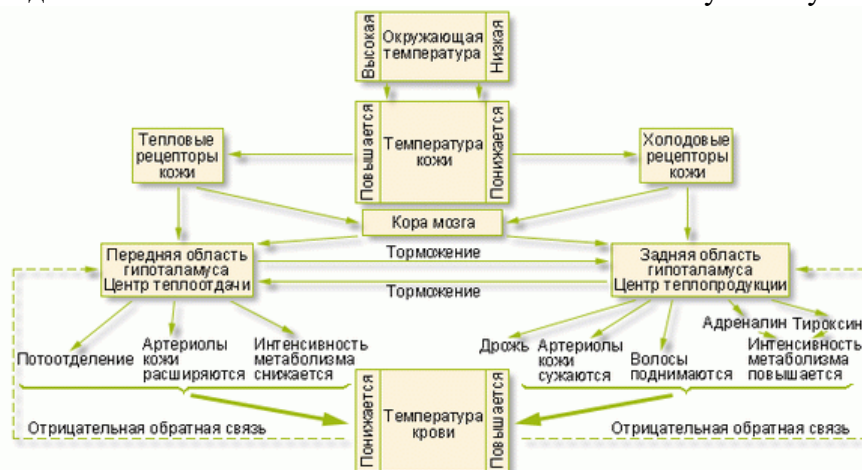 Высокая
Окружающая
температура
Низкая
Повышается
Температура
кожи
Понижается
Тепловые
рецепторы
кожи
Холодовые
рецепторы
кожи
Кора мозга
Передняя область
гипоталамуса
Центр теплоотдачи
Торможение
Торможение
Задняя область
гипоталамуса
Центр теплопродукции
Потоотделение
Артериолы
кожи
расширяются
Интенсивность
метаболизма
снижается
Дрожь
Артериолы
кожи
сужаются
Волосы
поднимаются
Адреналин
Тироксин
Интенсивность
метаболизма
повышается
Понижается
Температура
крови
Повышается
Отрицательная обратная связь
Отрицательная обратная связь